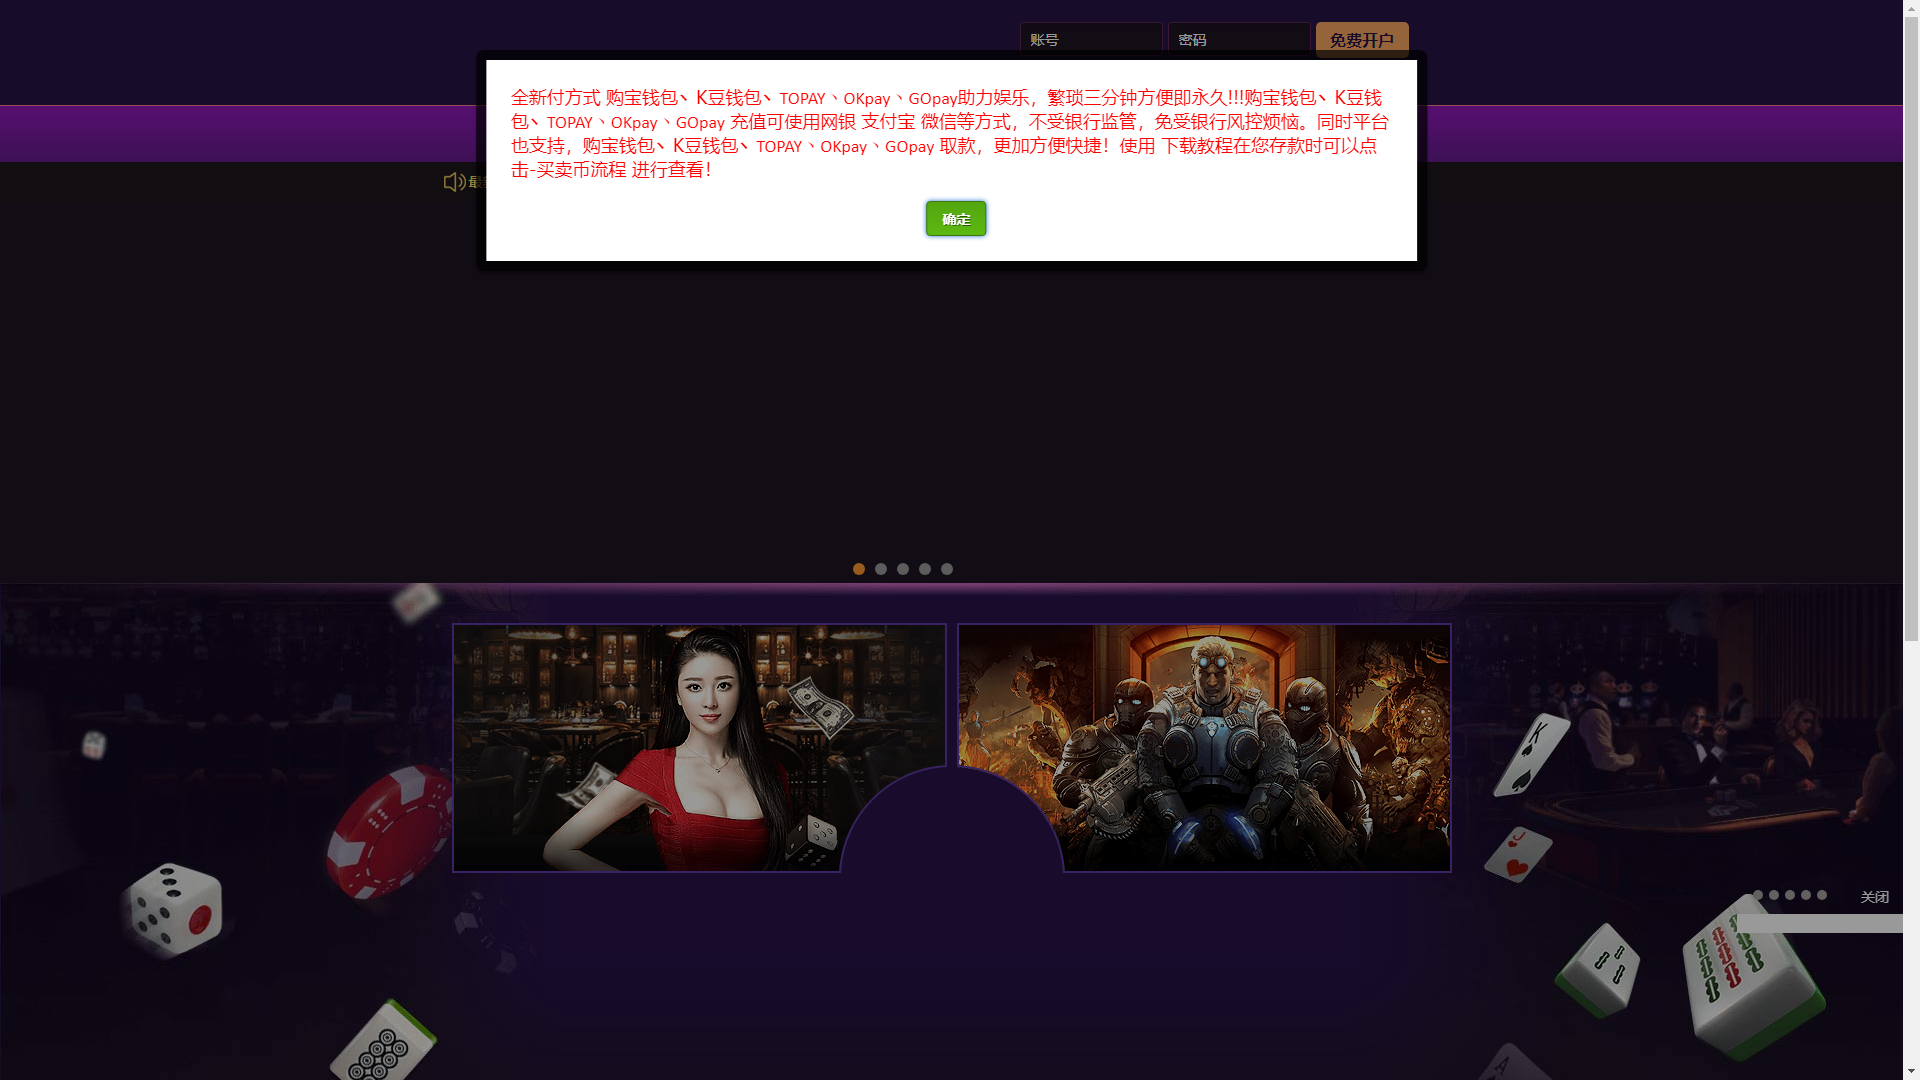 账号
密码
免费开户
全新付方式 购宝钱包、K豆钱包、TOPAY、OKpay、GOpay助力娱乐，繁琐三分钟方便即永久!!!购宝钱包、K豆钱
包、TOPAY、OKpay、GOpay 充值可使用网银 支付宝 微信等方式，不受银行监管，免受银行风控烦恼。同时平台
也支持，购宝钱包、K豆钱包、TOPAY、OKpay、GOpay 取款，更加方便快捷！使用 下载教程在您存款时可以点
击-买卖币流程 进行查看！
确定
最
关闭